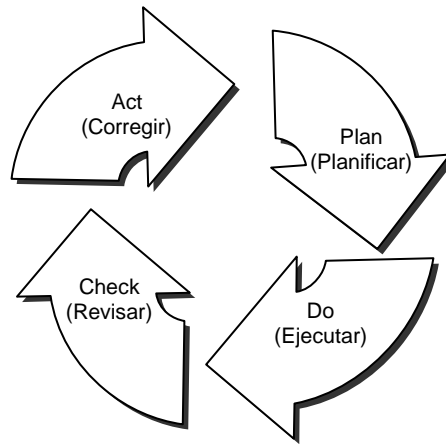 Act
(Corregir)
Plan
(Planificar)
Check
(Revisar)
Do
(Ejecutar)